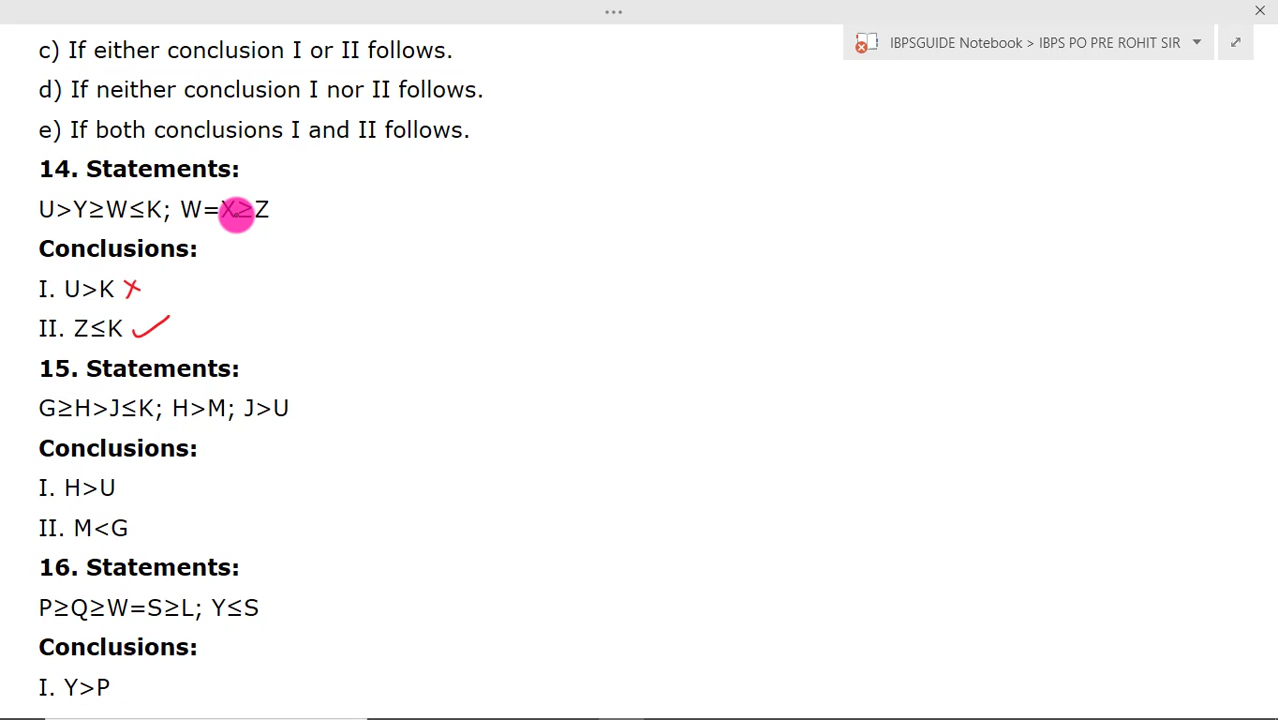 IBPSGUIDE Notebook > IBPS PO PRE ROHIT SIR
c) If either conclusion I or II follows.
d) If neither conclusion I nor II follows.
e) If both conclusions I and II follows.
14. Statements:
U>Y≥W≤K; W=X≥Z
Conclusions:
I. U>K
II. Z≤K
15. Statements:
G≥H>J≤K; H>M; J>U
Conclusions:
I. H>U
II. M<G
16. Statements:
P≥Q≥W=S≥L; Y≤S
Conclusions:
I. Y>P